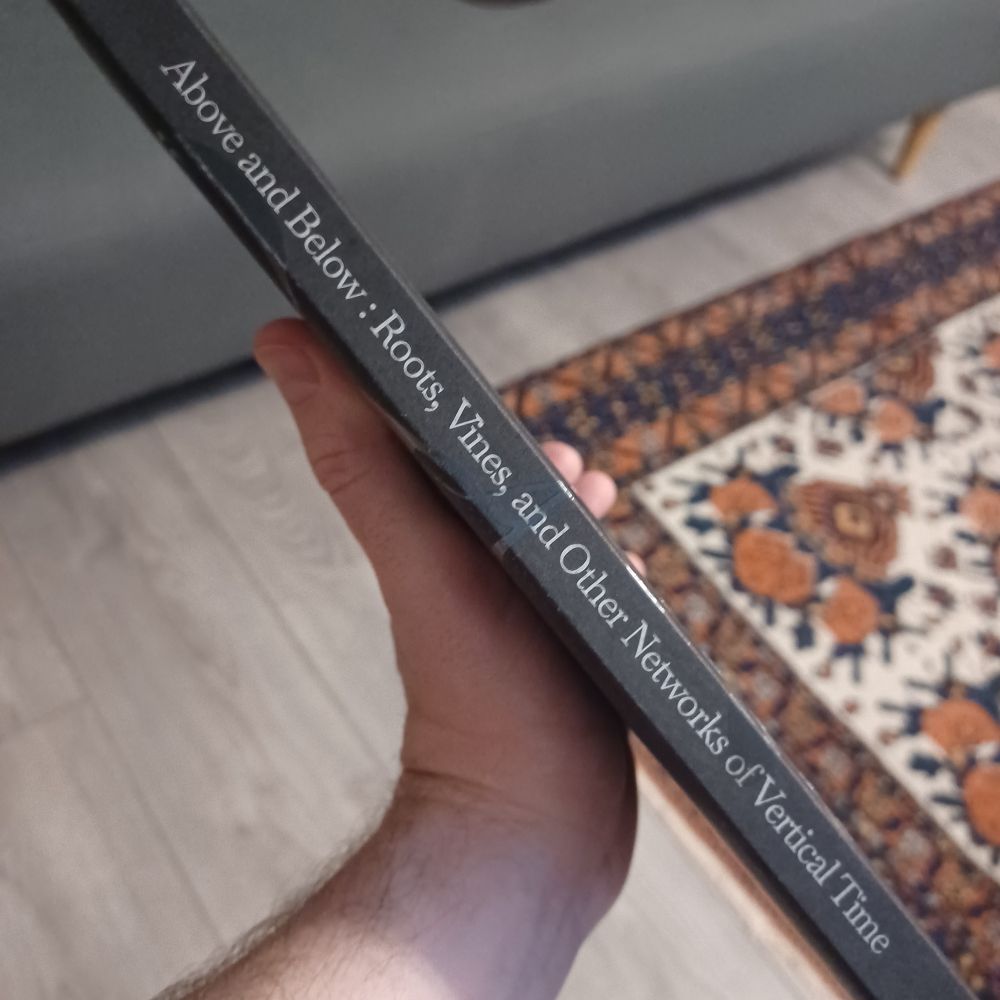 Above and Below : Roots, Vines, and Other Networks of Vertical Time